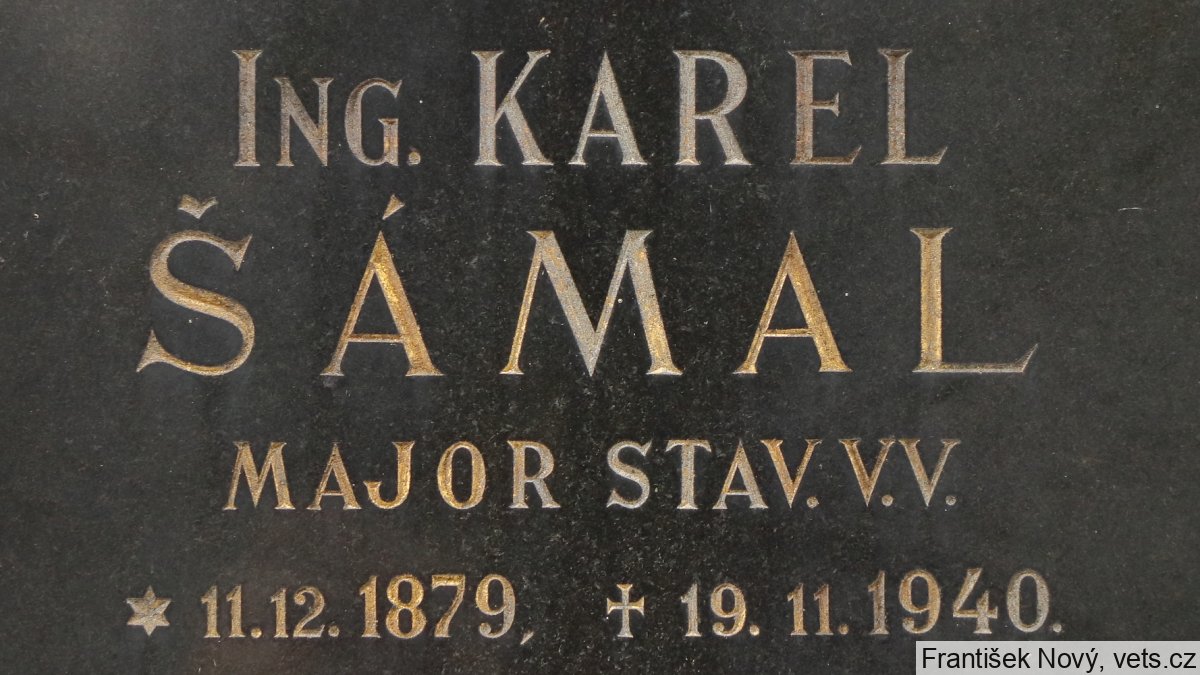 ING. KAREL
ŠÁMAL
MAJOR STAV. V.V.
* 11.12.1879, ✝ 19.11.1940.
František Nový, vets.cz